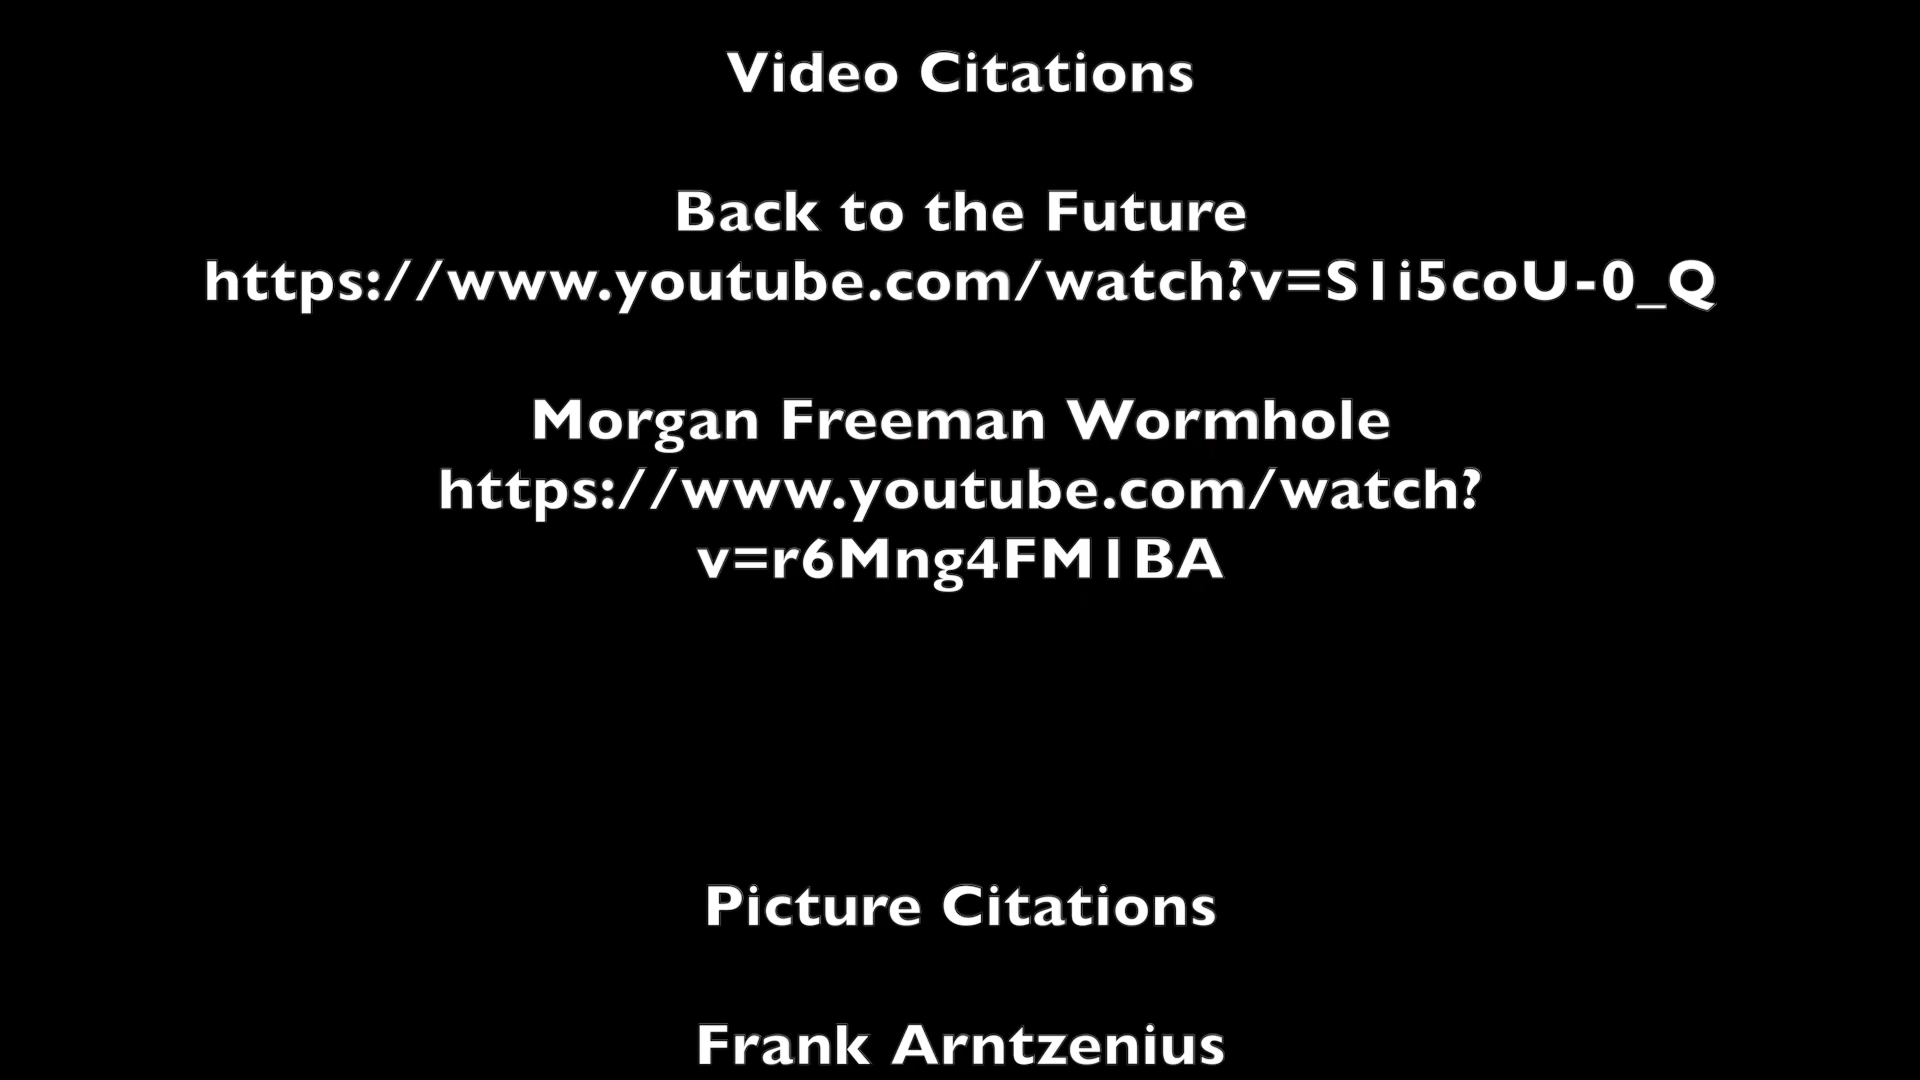 Video Citations
Back to the Future
https://www.youtube.com/watch?v=S1i5coU-0_Q
Morgan Freeman Wormhole
https://www.youtube.com/watch?
v=r6Mng4FM1BA
Picture Citations
Frank Arntzenius